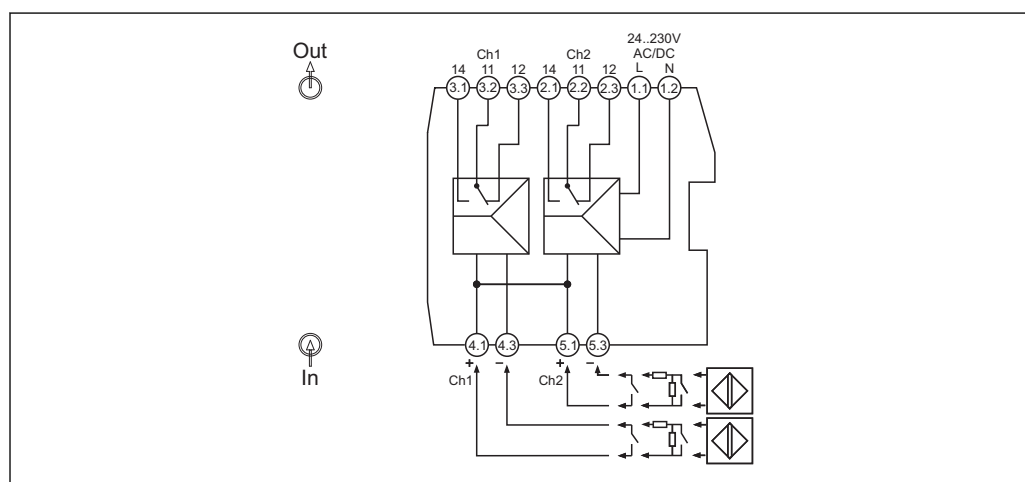 Out
24..230V
AC/DC
Ch1
Ch2
L
N
14
11
12
14
11
12
3.1
3.2
3.3
2.1
2.2
2.3
1.1
1.2
4.1
4.3
5.1
5.3
+
–
+
–
In
Ch1
Ch2